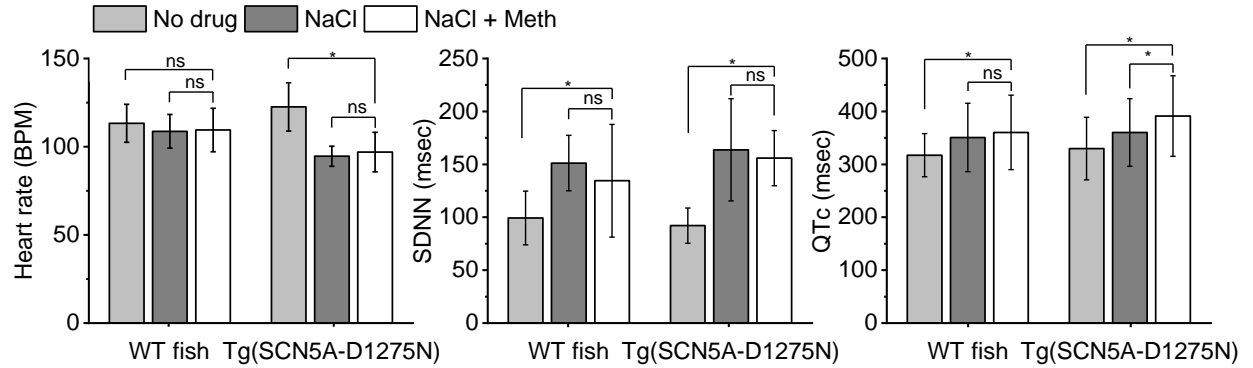 No drug NaCl NaCl + Meth
Heart rate (BPM)
150
100
50
0
ns
ns
*
ns
WT fish Tg(SCN5A-D1275N)
SDNN (msec)
250
200
150
100
50
0
*
ns
*
ns
WT fish Tg(SCN5A-D1275N)
QTc (msec)
500
400
300
200
100
0
*
ns
*
*
WT fish Tg(SCN5A-D1275N)